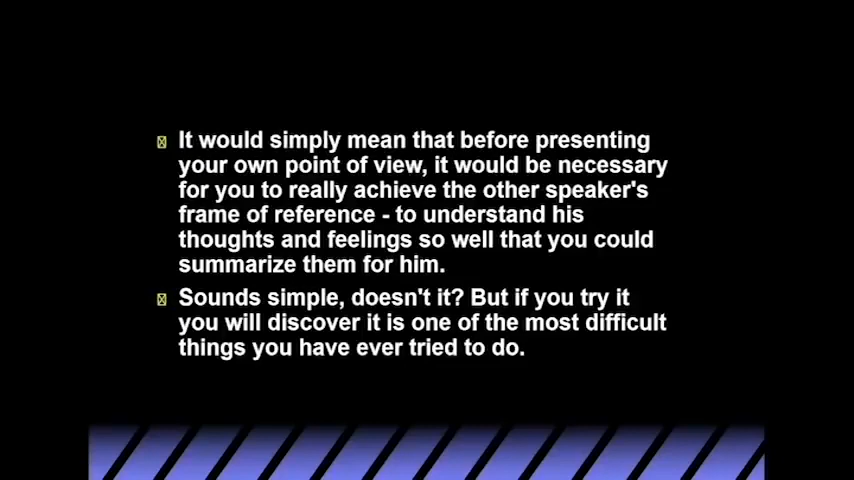 It would simply mean that before presenting
your own point of view, it would be necessary
for you to really achieve the other speaker's
frame of reference - to understand his
thoughts and feelings so well that you could
summarize them for him.
Sounds simple, doesn't it? But if you try it
you will discover it is one of the most difficult
things you have ever tried to do.